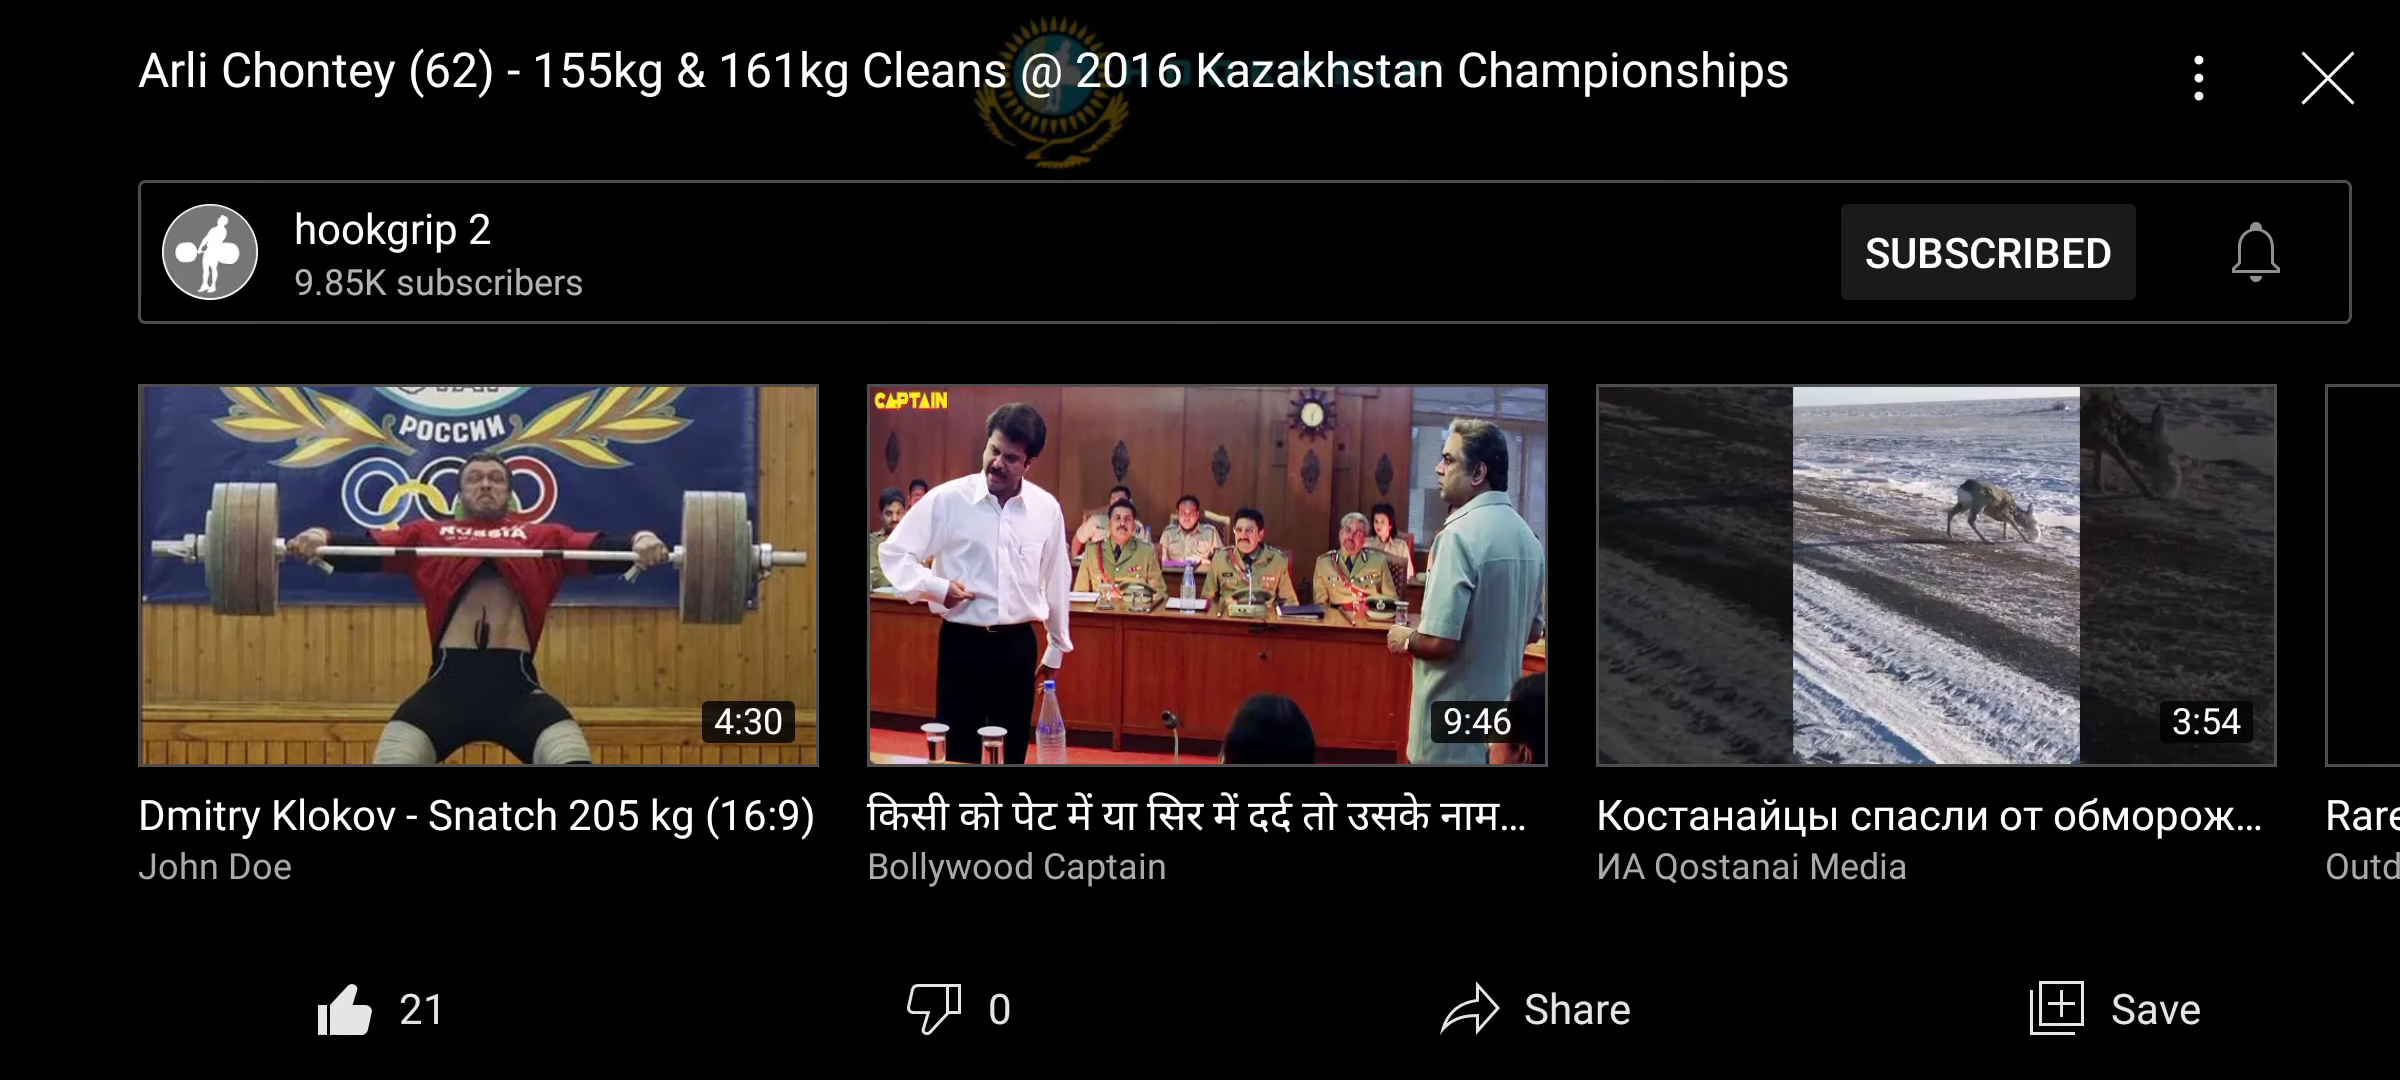 Arli Chontey (62) - 155kg & 161kg Cleans @ 2016 Kazakhstan Championships
hookgrip 2
9.85K subscribers
SUBSCRIBED
РОССИИ
RUSSIA
4:30
CAPTAIN
9:46
3:54
Dmitry Klokov - Snatch 205 kg (16:9)
John Doe
किसी को पेट में या सिर में दर्द तो उसके नाम...
Bollywood Captain
Костанайцы спасли от обморож...
ИА Qostanai Media
Rare
Outd
21
0
Share
Save